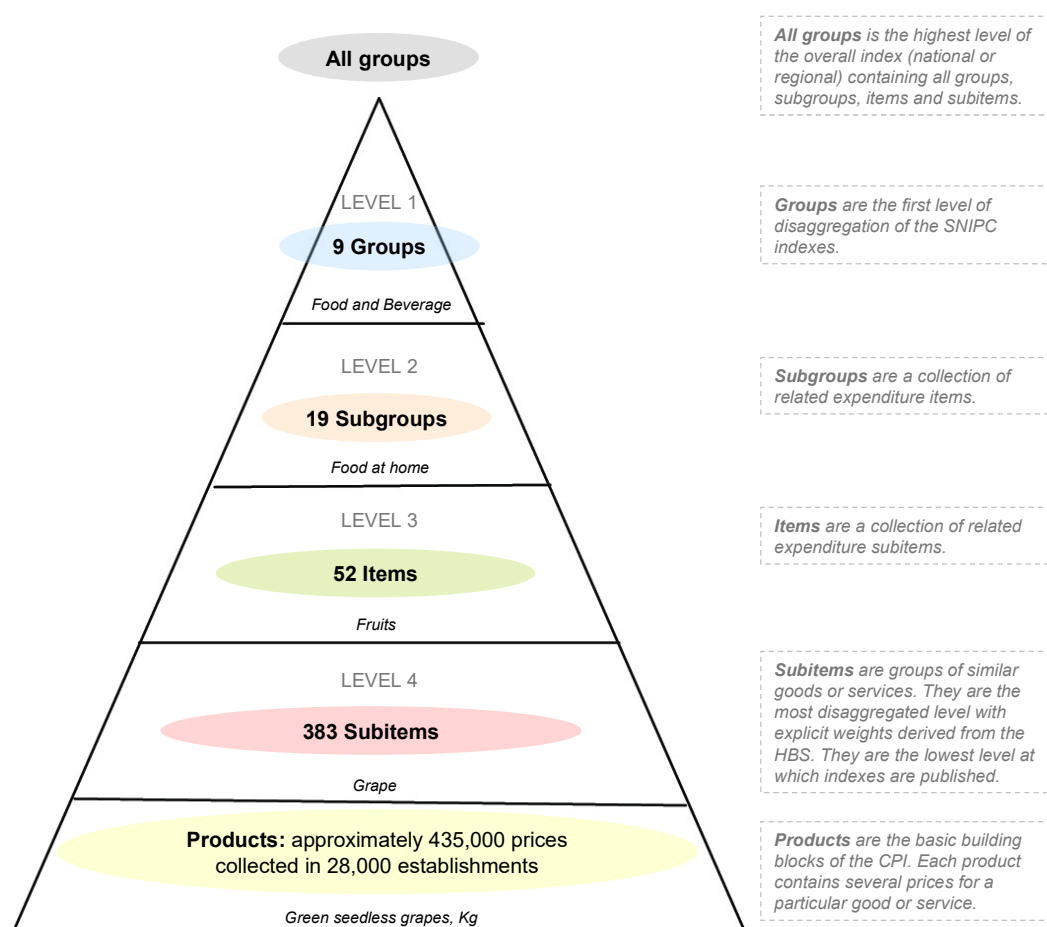 All groups
All groups is the highest level of
the overall index (national or
regional) containing all groups,
subgroups, items and subitems.
LEVEL 1
9 Groups
Food and Beverage
Groups are the first level of
disaggregation of the SNIPC
indexes.
LEVEL 2
19 Subgroups
Food at home
Subgroups are a collection of
related expenditure items.
LEVEL 3
52 Items
Fruits
Items are a collection of related
expenditure subitems.
LEVEL 4
383 Subitems
Grape
Subitems are groups of similar
goods or services. They are the
most disaggregated level with
explicit weights derived from the
HBS. They are the lowest level at
which indexes are published.
Products: approximately 435,000 prices
collected in 28,000 establishments
Green seedless grapes, Kg
Products are the basic building
blocks of the CPI. Each product
contains several prices for a
particular good or service.